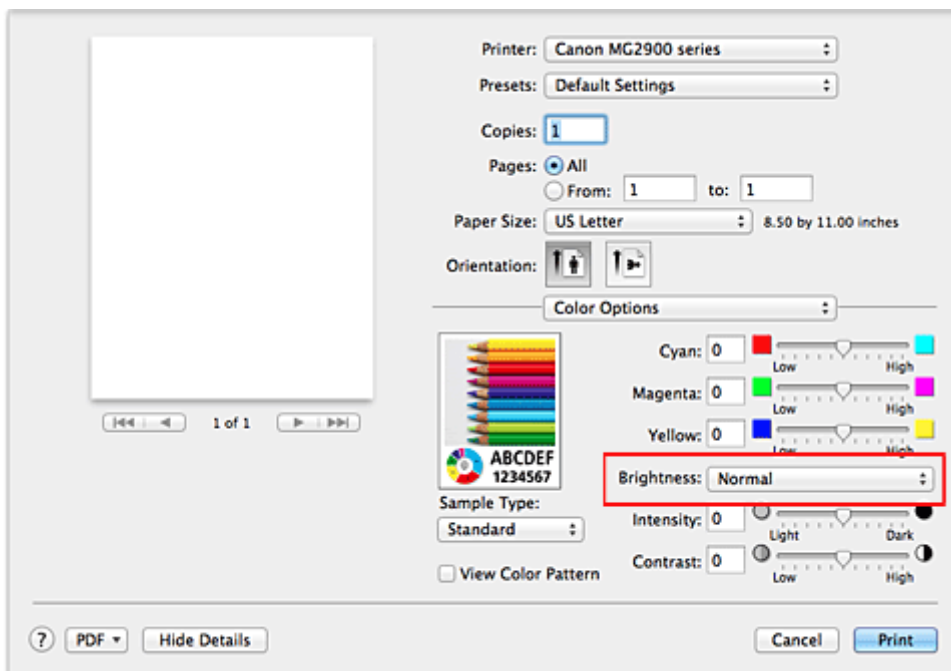 Printer: Canon MG2900 series
Presets: Default Settings
Copies: 1
Pages: All
From: 1 to: 1
Paper Size: US Letter 8.50 by 11.00 inches
Orientation:
Color Options
Cyan: 0
Low High
Magenta: 0
Low High
Yellow: 0
Low High
Brightness: Normal
Intensity: 0
Light Dark
Contrast: 0
Low High
1 of 1
ABCDEF
1234567
Sample Type:
Standard
View Color Pattern
? PDF Hide Details Cancel Print